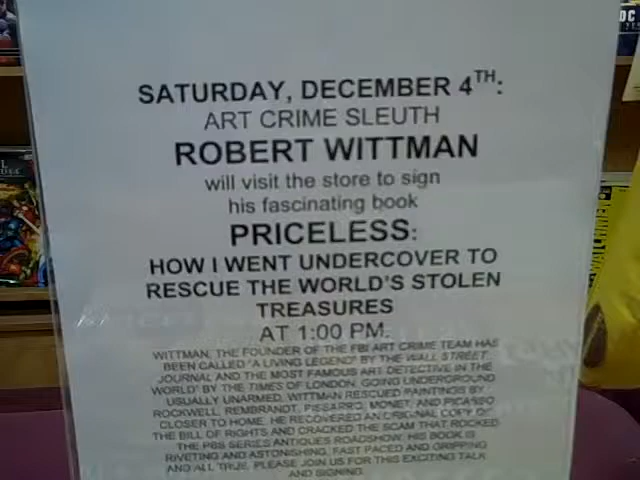 SATURDAY, DECEMBER 4TH:
ART CRIME SLEUTH
ROBERT WITTMAN
will visit the store to sign
his fascinating book
PRICELESS:
HOW I WENT UNDERCOVER TO
RESCUE THE WORLD'S STOLEN
TREASURES
AT 1:00 PM.
WITTMAN, THE FOUNDER OF THE FBI ART CRIME TEAM HAS
BEEN CALLED "A LIVING LEGEND" BY THE WALL STREET
JOURNAL AND THE MOST FAMOUS ART DETECTIVE IN THE
WORLD" BY THE TIMES OF LONDON. GOING UNDERGROUND
USUALLY UNARMED, WITTMAN RESCUED PAINTINGS BY
ROCKWELL, REMBRANDT, PISSARRO, MONET, AND PICASSO
CLOSER TO HOME, HE RECOVERED AN ORIGINAL COPY OF
THE BILL OF RIGHTS AND CRACKED THE SCAM THAT ROCKED
THE PBS SERIES ANTIQUES ROADSHOW. HIS BOOK IS
RIVETING AND ASTONISHING, FAST PACED AND GRIPPING
AND ALL TRUE. PLEASE JOIN US FOR THIS EXCITING TALK
AND SIGNING.
DC